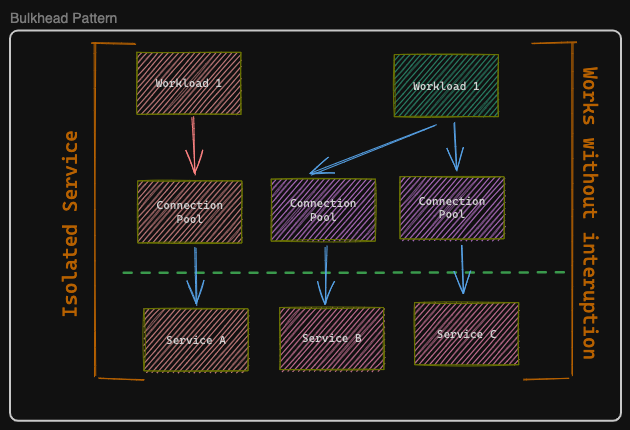 Bulkhead Pattern
Isolated Service
Workload 1
Workload 1
Works without interuption
Connection
Pool
Connection
Pool
Connection
Pool
Service A
Service B
Service C